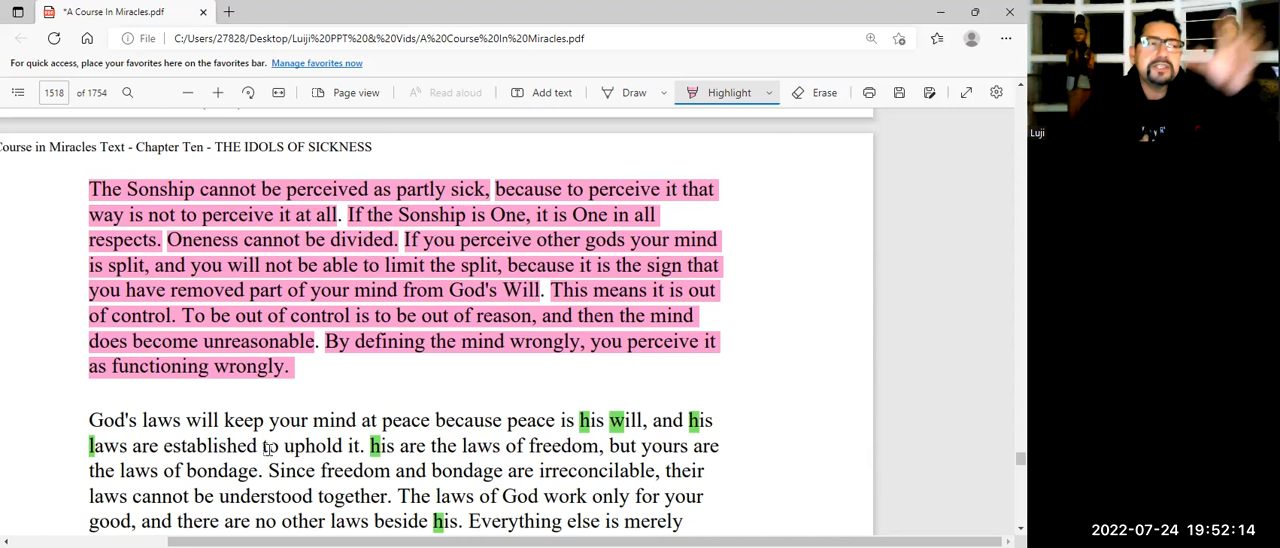 *A Course In Miracles.pdf
File
C:/Users/27828/Desktop/Luiji%20PPT%20&%20Vids/A%20Course%20In%20Miracles.pdf
For quick access, place your favorites here on the favorites bar. Manage favorites now
1518 of 1754
Page view
Read aloud
Add text
Draw
Highlight
Erase
Luji
Course in Miracles Text - Chapter Ten - THE IDOLS OF SICKNESS
The Sonship cannot be perceived as partly sick, because to perceive it that
way is not to perceive it at all. If the Sonship is One, it is One in all
respects. Oneness cannot be divided. If you perceive other gods your mind
is split, and you will not be able to limit the split, because it is the sign that
you have removed part of your mind from God's Will. This means it is out
of control. To be out of control is to be out of reason, and then the mind
does become unreasonable. By defining the mind wrongly, you perceive it
as functioning wrongly.
God's laws will keep your mind at peace because peace is his will, and his
laws are established to uphold it. his are the laws of freedom, but yours are
the laws of bondage. Since freedom and bondage are irreconcilable, their
laws cannot be understood together. The laws of God work only for your
good, and there are no other laws beside his. Everything else is merely
2022-07-24 19:52:14